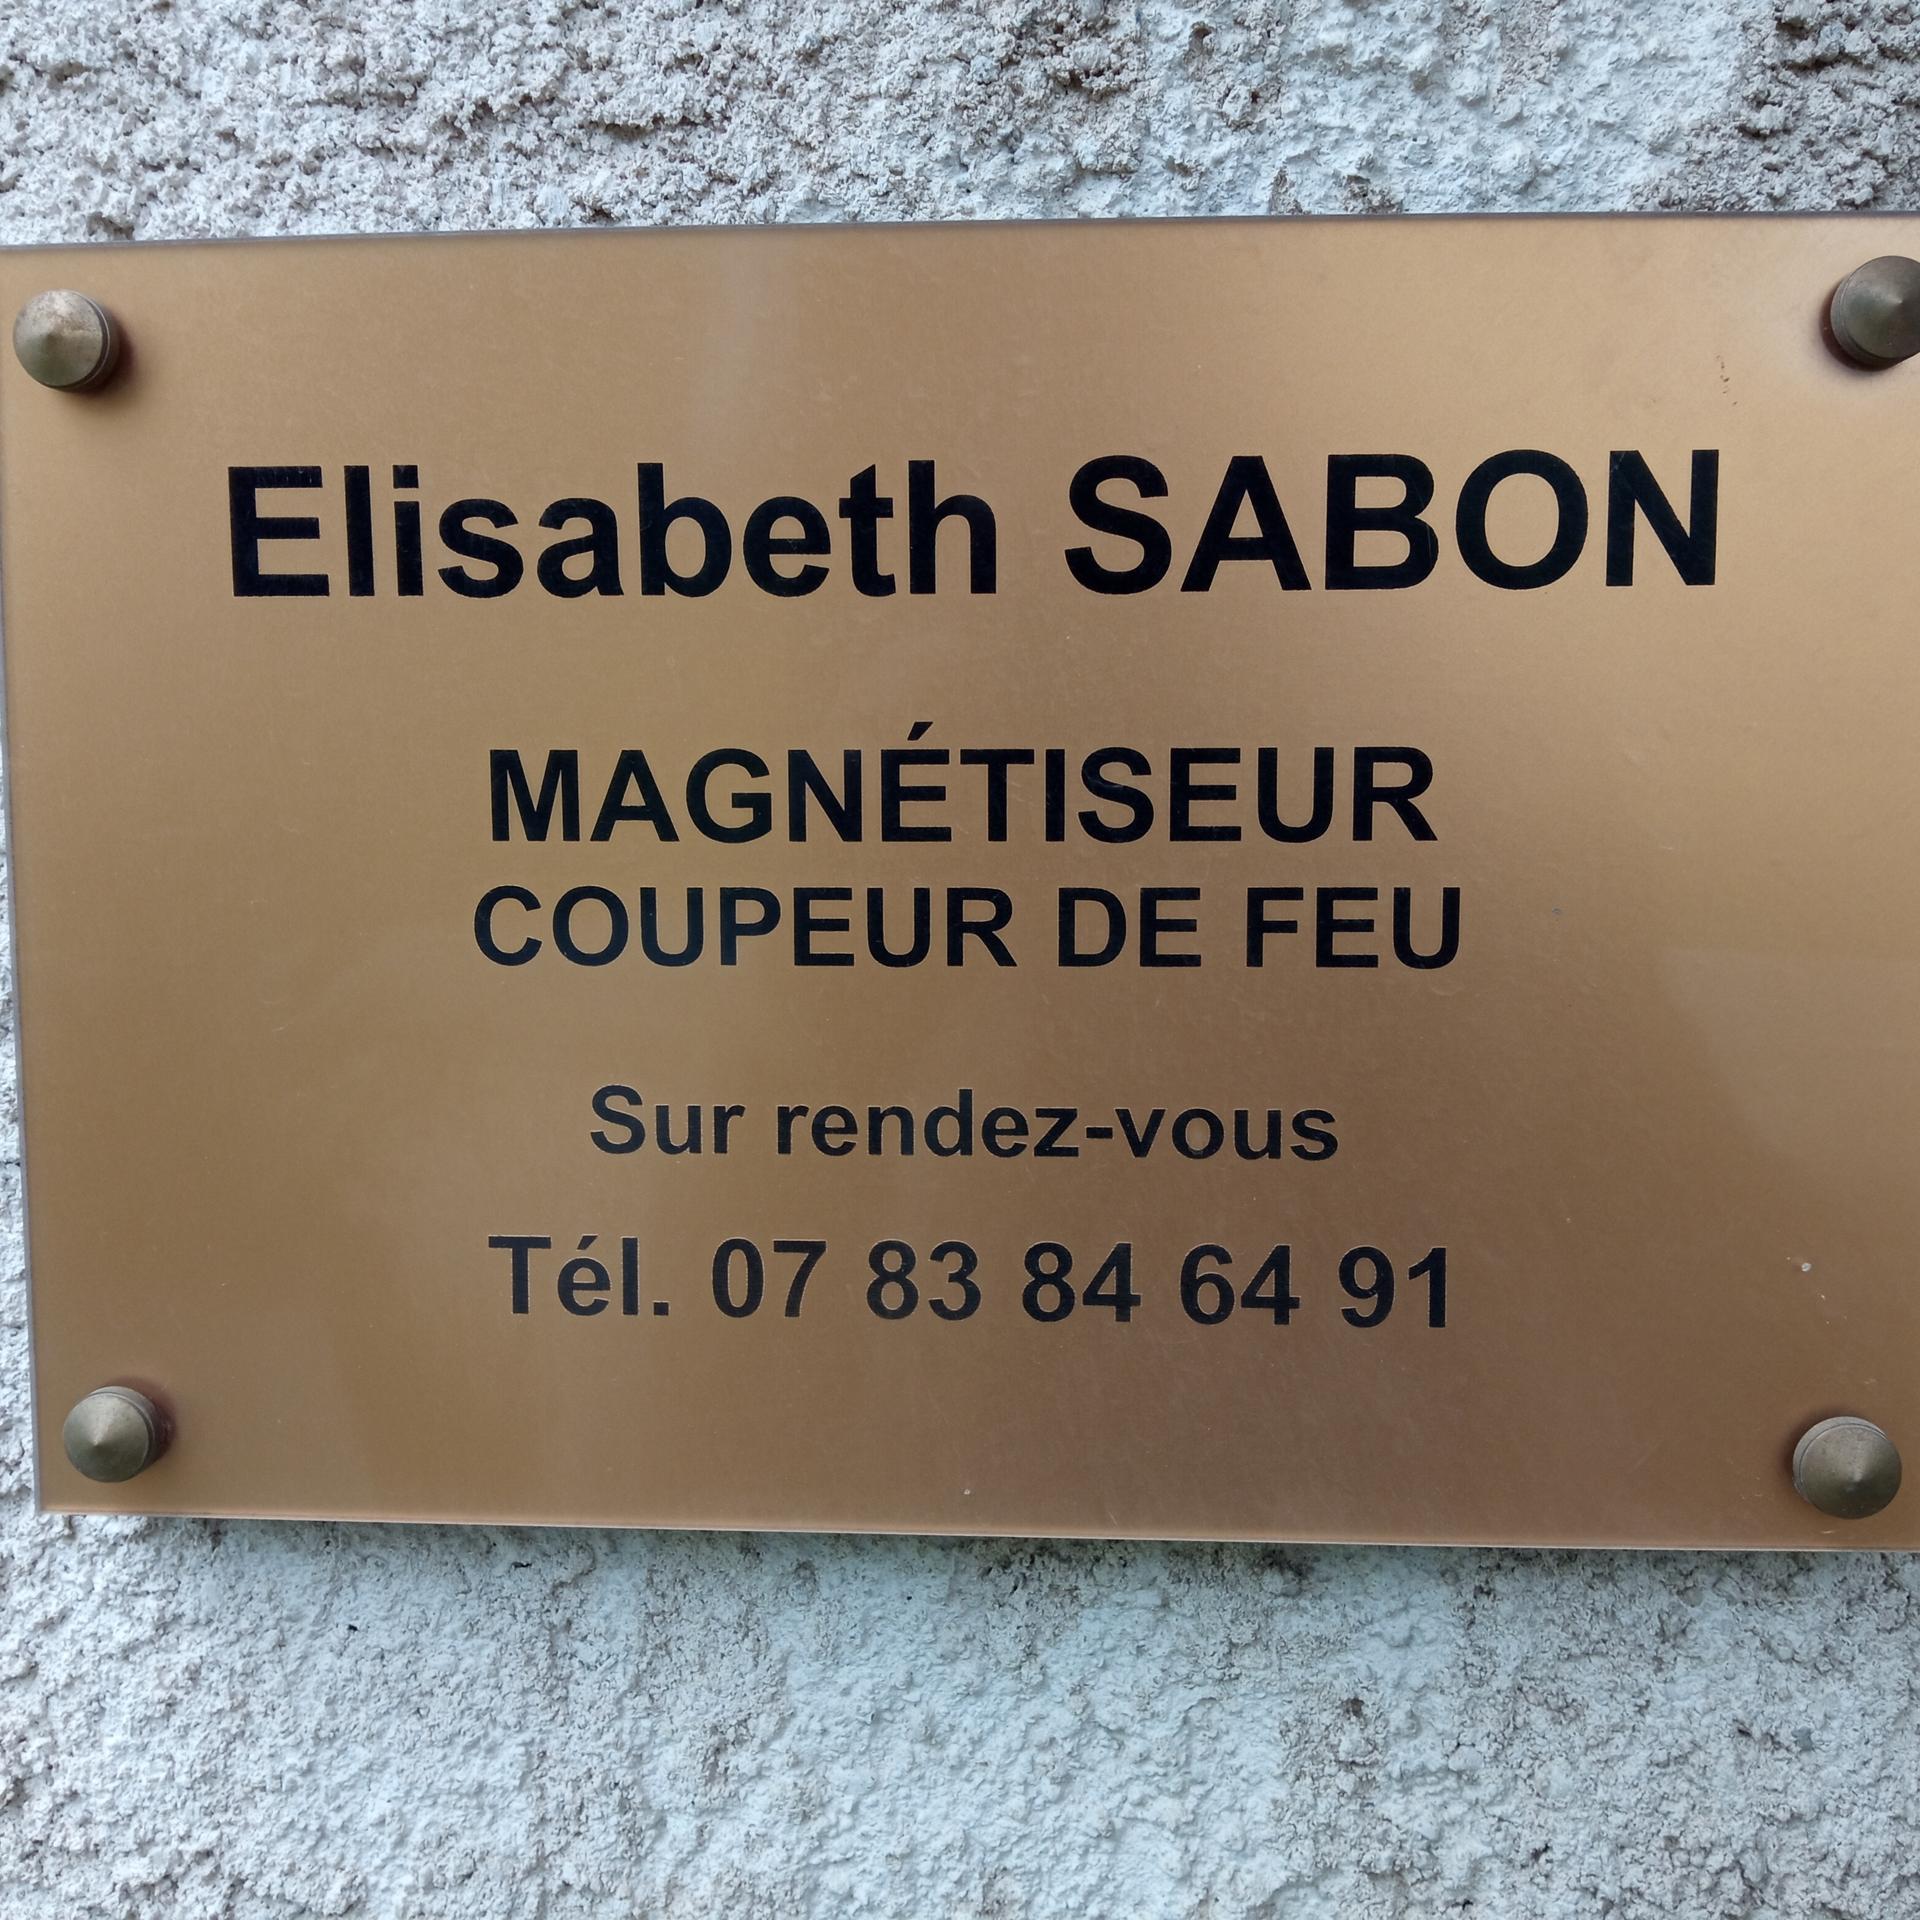 Elisabeth SABON
MAGNÉTISEUR
COUPEUR DE FEU
Sur rendez-vous
Tél. 07 83 84 64 91